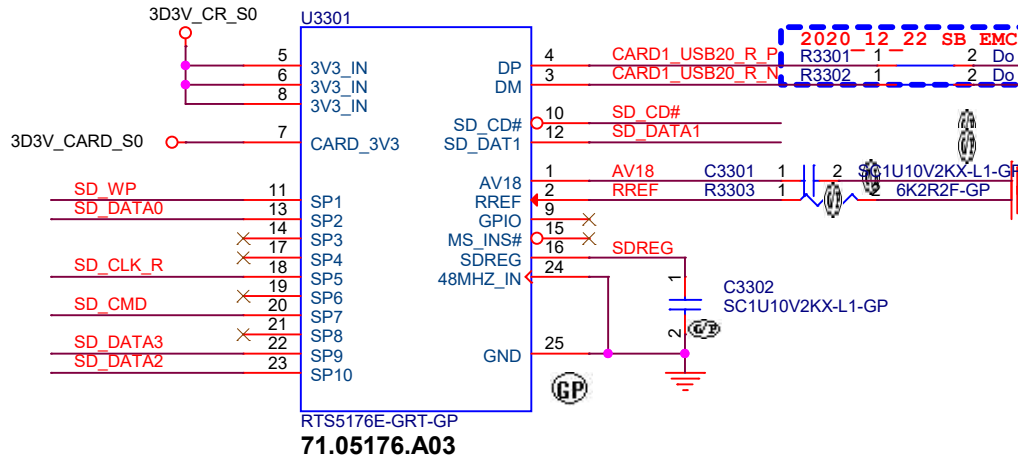 3D3V_CR_S0
U3301
2020_12_22 SB EMC
5 3V3_IN DP 4 CARD1_USB20_R_P R3301 1 2 Do
6 3V3_IN DM 3 CARD1_USB20_R_N R3302 1 2 Do
8 3V3_IN
SD_CD# 10 SD_CD#
3D3V_CARD_S0 7 CARD_3V3 SD_DAT1 12 SD_DATA1
AV18 1 AV18 C3301 1 2 SC1U10V2KX-L1-GP
SD_WP 11 SP1 RREF 2 RREF R3303 1 2 6K2R2F-GP
SD_DATA0 13 SP2 GPIO 9
14 SP3 MS_INS# 15
17 SP4 SDREG 16 SDREG
SD_CLK_R 18 SP5 48MHZ_IN 24
19 SP6 1 C3302
SD_CMD 20 SP7 SC1U10V2KX-L1-GP
21 SP8 2 G/P
SD_DATA3 22 SP9 GND 25
SD_DATA2 23 SP10
GP
RTS5176E-GRT-GP
71.05176.A03